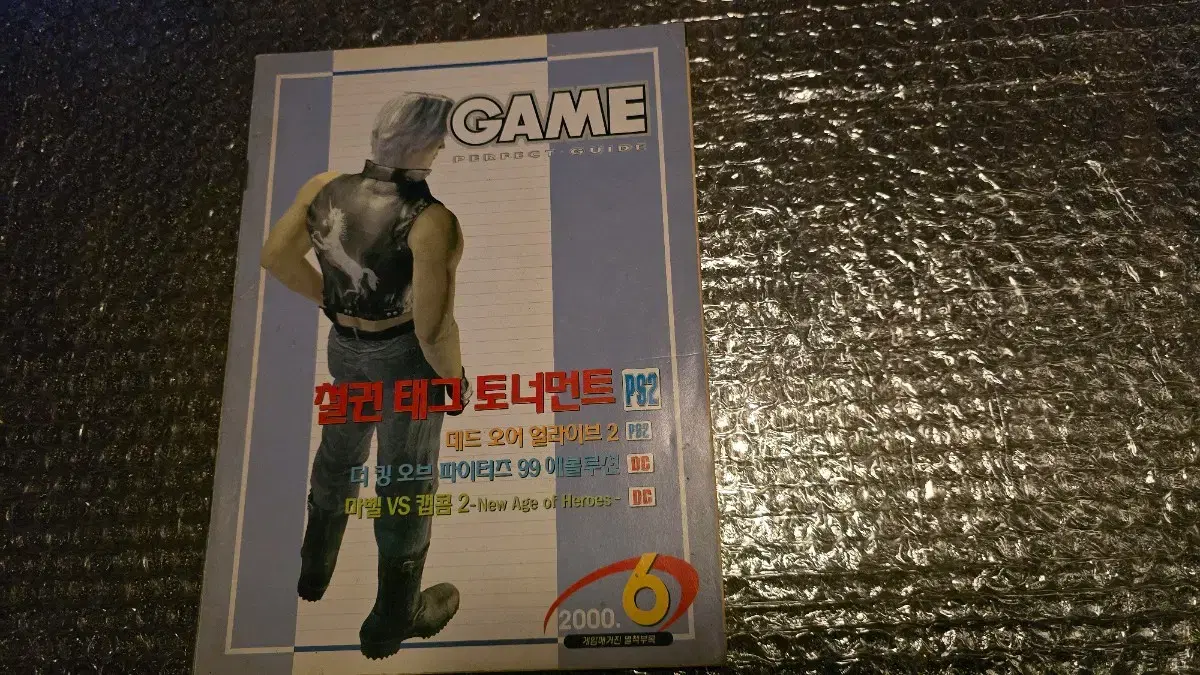 GAME
PERFECT·GUIDE
철권 태그 토너먼트 PS2
데드 오어 얼라이브 2 PS2
더 킹 오브 파이터즈 99 에볼루션 DC
마벨 VS 캡콤 2-New Age of Heroes- DC
2000. 6
게임매거진 별책부록